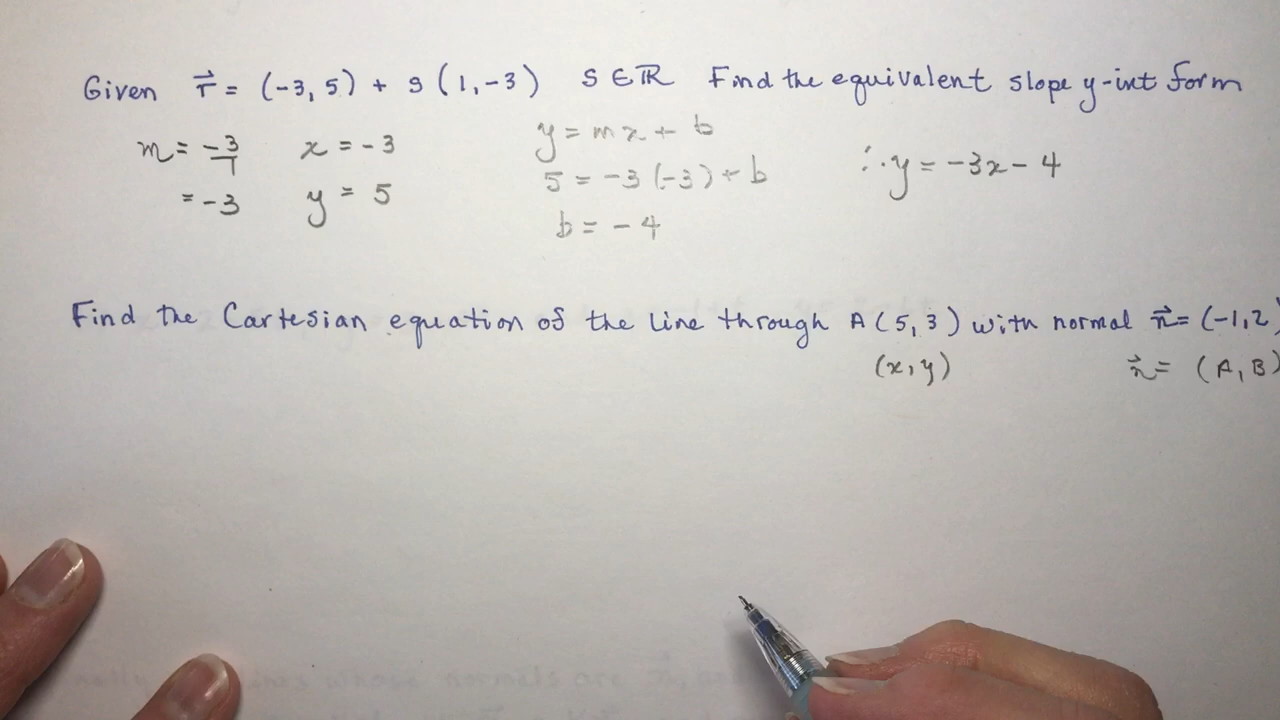 Given r⃗ = (-3, 5) + s(1, -3) S ∈ ℝ Find the equivalent slope y-int form
m = -3/1 x = -3 y = mx + b
= -3 y = 5 5 = -3(-3) + b ∴ y = -3x - 4
b = -4
Find the Cartesian equation of the line through A(5, 3) with normal n⃗ = (-1, 2)
(x, y) n⃗ = (A, B)